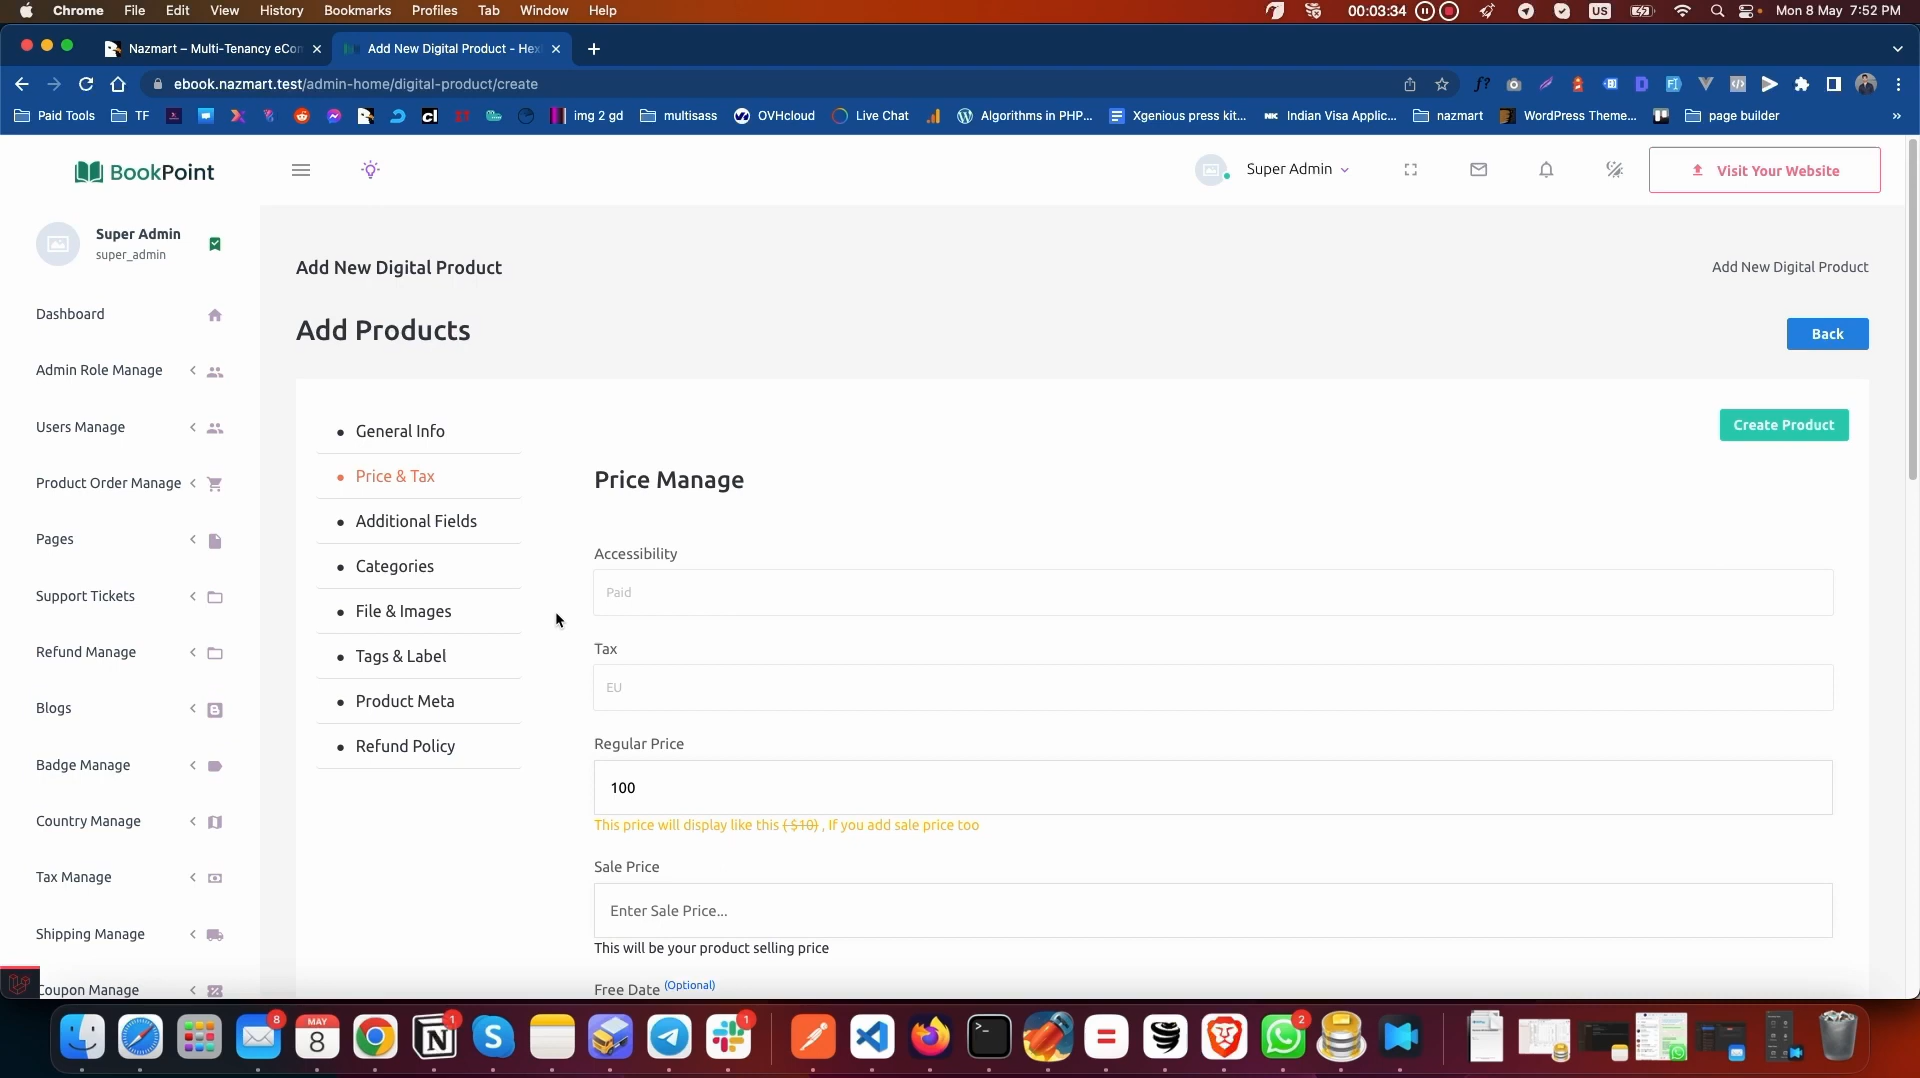 Chrome File Edit View History Bookmarks Profiles Tab Window Help
00:03:34 US Mon 8 May 7:52 PM
Nazmart – Multi-Tenancy eCom
Add New Digital Product - Hex
ebook.nazmart.test/admin-home/digital-product/create
Paid Tools TF img 2 gd multisass OVHcloud Live Chat Algorithms in PHP... Xgenious press kit... Indian Visa Applic... nazmart WordPress Theme... page builder »
BookPoint
Super Admin
Visit Your Website
Super Admin
super_admin
Dashboard
Admin Role Manage
Users Manage
Product Order Manage
Pages
Support Tickets
Refund Manage
Blogs
Badge Manage
Country Manage
Tax Manage
Shipping Manage
Coupon Manage
Add New Digital Product
Add New Digital Product
Add Products
Back
General Info
Price & Tax
Additional Fields
Categories
File & Images
Tags & Label
Product Meta
Refund Policy
Create Product
Price Manage
Accessibility
Paid
Tax
EU
Regular Price
100
This price will display like this ( $10) , If you add sale price too
Sale Price
Enter Sale Price...
This will be your product selling price
Free Date (Optional)
8
MAY
8
1
1
2